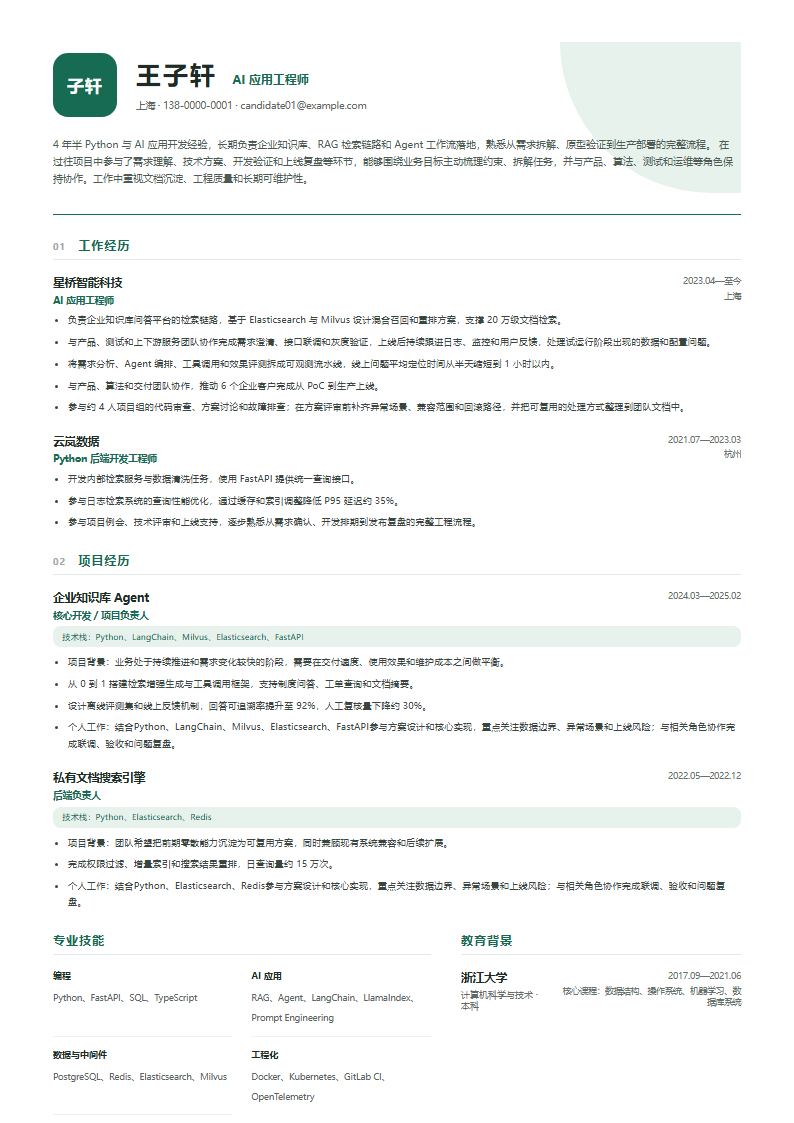 子轩
王子轩 AI 应用工程师
上海 · 138-0000-0001 · candidate01@example.com
4 年半 Python 与 AI 应用开发经验，长期负责企业知识库、RAG 检索链路和 Agent 工作流落地，熟悉从需求拆解、原型验证到生产部署的完整流程。 在
过往项目中参与了需求理解、技术方案、开发验证和上线复盘等环节，能够围绕业务目标主动梳理约束、拆解任务，并与产品、算法、测试和运维等角色保
持协作。工作中重视文档沉淀、工程质量和长期可维护性。
01 工作经历
星桥智能科技 2023.04—至今
AI 应用工程师 上海
• 负责企业知识库问答平台的检索链路，基于 Elasticsearch 与 Milvus 设计混合召回和重排方案，支撑 20 万级文档检索。
• 与产品、测试和上下游服务团队协作完成需求澄清、接口联调和灰度验证，上线后持续跟进日志、监控和用户反馈，处理试运行阶段出现的数据和配置问题。
• 将需求分析、Agent 编排、工具调用和效果评测拆成可观测流水线，线上问题平均定位时间从半天缩短到 1 小时以内。
• 与产品、算法和交付团队协作，推动 6 个企业客户完成从 PoC 到生产上线。
• 参与约 4 人项目组的代码审查、方案讨论和故障排查；在方案评审前补齐异常场景、兼容范围和回滚路径，并把可复用的处理方式整理到团队文档中。
云岚数据 2021.07—2023.03
Python 后端开发工程师 杭州
• 开发内部检索服务与数据清洗任务，使用 FastAPI 提供统一查询接口。
• 参与日志检索系统的查询性能优化，通过缓存和索引调整降低 P95 延迟约 35%。
• 参与项目例会、技术评审和上线支持，逐步熟悉从需求确认、开发排期到发布复盘的完整工程流程。
02 项目经历
企业知识库 Agent 2024.03—2025.02
核心开发 / 项目负责人
技术栈：Python、LangChain、Milvus、Elasticsearch、FastAPI
• 项目背景：业务处于持续推进和需求变化较快的阶段，需要在交付速度、使用效果和维护成本之间做平衡。
• 从 0 到 1 搭建检索增强生成与工具调用框架，支持制度问答、工单查询和文档摘要。
• 设计离线评测集和线上反馈机制，回答可追溯率提升至 92%，人工复核量下降约 30%。
• 个人工作：结合Python、LangChain、Milvus、Elasticsearch、FastAPI参与方案设计和核心实现，重点关注数据边界、异常场景和上线风险；与相关角色协作完
成联调、验收和问题复盘。
私有文档搜索引擎 2022.05—2022.12
后端负责人
技术栈：Python、Elasticsearch、Redis
• 项目背景：团队希望把前期零散能力沉淀为可复用方案，同时兼顾现有系统兼容和后续扩展。
• 完成权限过滤、增量索引和搜索结果重排，日查询量约 15 万次。
• 个人工作：结合Python、Elasticsearch、Redis参与方案设计和核心实现，重点关注数据边界、异常场景和上线风险；与相关角色协作完成联调、验收和问题复
盘。
专业技能
编程
Python、FastAPI、SQL、TypeScript
AI 应用
RAG、Agent、LangChain、LlamaIndex、
Prompt Engineering
数据与中间件
PostgreSQL、Redis、Elasticsearch、Milvus
工程化
Docker、Kubernetes、GitLab CI、
OpenTelemetry
教育背景
浙江大学 2017.09—2021.06
计算机科学与技术 ·
本科
核心课程：数据结构、操作系统、机器学习、数
据库系统